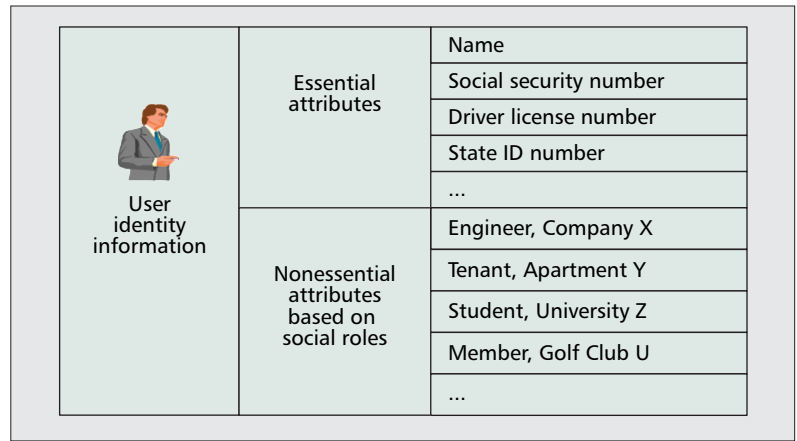 User
identity
information
Essential
attributes
Name
Social security number
Driver license number
State ID number
...
Nonessential
attributes
based on
social roles
Engineer, Company X
Tenant, Apartment Y
Student, University Z
Member, Golf Club U
...